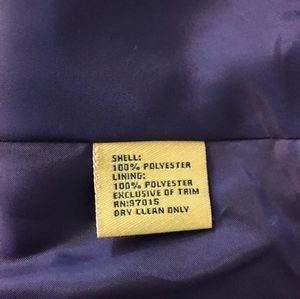 SHELL:
100% POLYESTER
LINING:
100% POLYESTER
EXCLUSIVE OF TRIM
RN:97015
DRY CLEAN ONLY